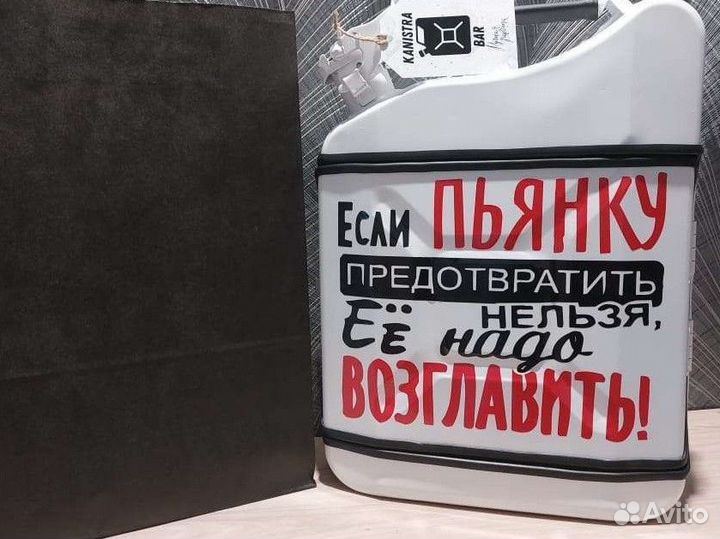 KANISTRA
BAR
Если ПЬЯНКУ
ПРЕДОТВРАТИТЬ
НЕЛЬЗЯ,
Её надо
ВОЗГЛАВИТЬ!
Avito